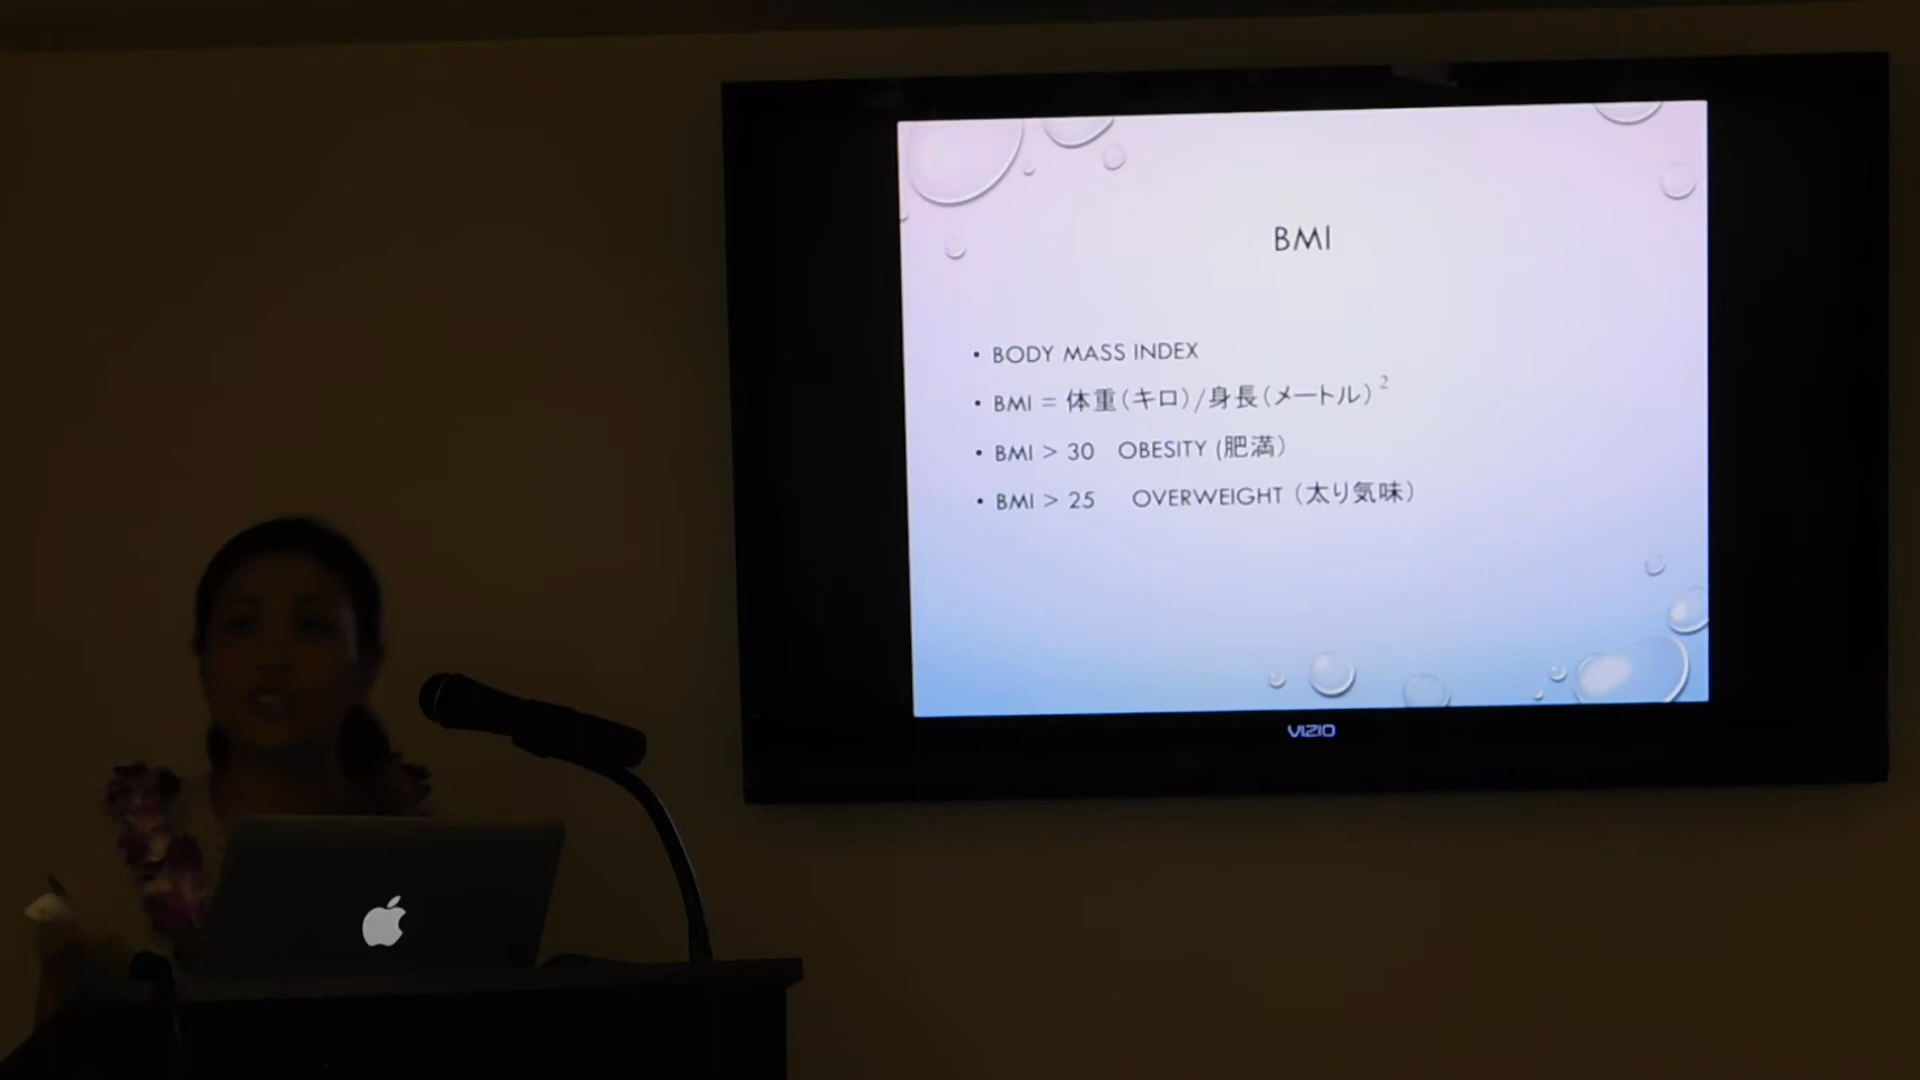 BMI
• BODY MASS INDEX
• BMI = 体重(キロ)/身長(メートル)²
• BMI > 30 OBESITY (肥満)
• BMI > 25 OVERWEIGHT (太り気味)
VIZIO